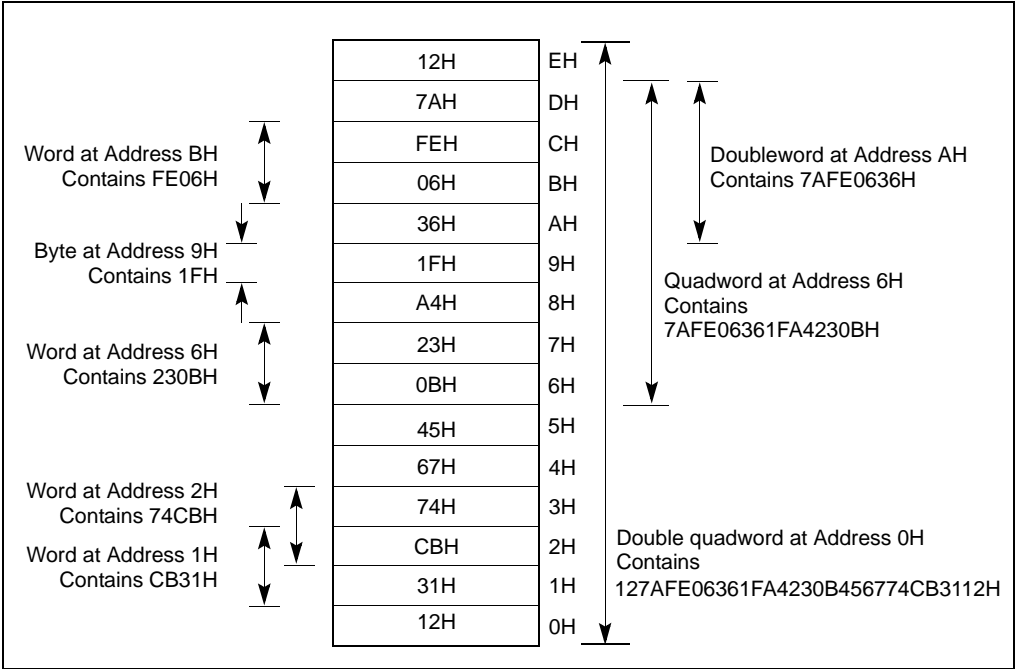 12H EH
7AH DH
FEH CH
06H BH
36H AH
1FH 9H
A4H 8H
23H 7H
0BH 6H
45H 5H
67H 4H
74H 3H
CBH 2H
31H 1H
12H 0H
Word at Address BH
Contains FE06H
Byte at Address 9H
Contains 1FH
Word at Address 6H
Contains 230BH
Word at Address 2H
Contains 74CBH
Word at Address 1H
Contains CB31H
Doubleword at Address AH
Contains 7AFE0636H
Quadword at Address 6H
Contains
7AFE06361FA4230BH
Double quadword at Address 0H
Contains
127AFE06361FA4230B456774CB3112H